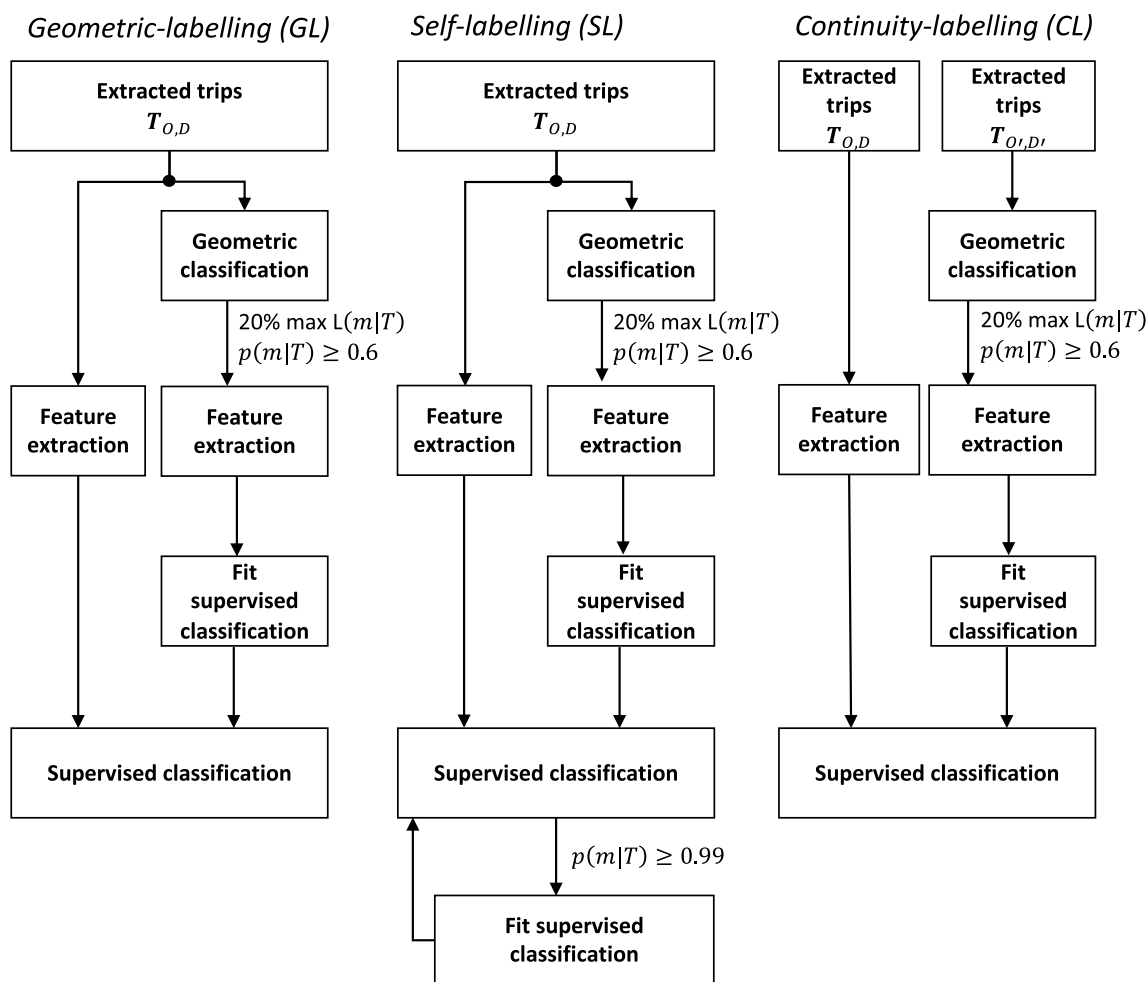 Geometric-labelling (GL)
Extracted trips
T_{O,D}
Geometric
classification
20% max L(m|T)
p(m|T) ≥ 0.6
Feature
extraction
Feature
extraction
Fit
supervised
classification
Supervised classification
Self-labelling (SL)
Extracted trips
T_{O,D}
Geometric
classification
20% max L(m|T)
p(m|T) ≥ 0.6
Feature
extraction
Feature
extraction
Fit
supervised
classification
Supervised classification
p(m|T) ≥ 0.99
Fit supervised
classification
Continuity-labelling (CL)
Extracted
trips
T_{O,D}
Extracted
trips
T_{O′,D′}
Geometric
classification
20% max L(m|T)
p(m|T) ≥ 0.6
Feature
extraction
Feature
extraction
Fit
supervised
classification
Supervised classification